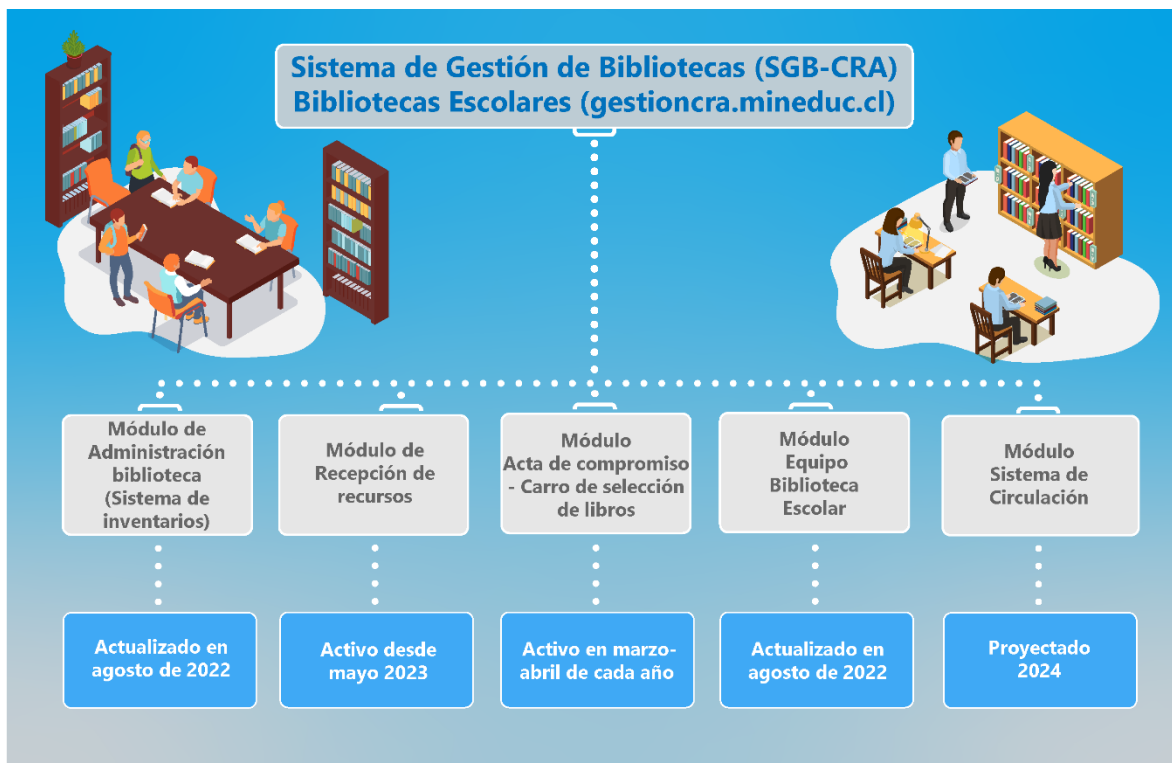 Sistema de Gestión de Bibliotecas (SGB-CRA)
Bibliotecas Escolares (gestioncra.mineduc.cl)
Módulo de
Administración
biblioteca
(Sistema de
inventarios)
Módulo de
Recepción de
recursos
Módulo
Acta de compromiso
- Carro de selección
de libros
Módulo
Equipo
Biblioteca
Escolar
Módulo
Sistema de
Circulación
Actualizado en
agosto de 2022
Activo desde
mayo 2023
Activo en marzo-
abril de cada año
Actualizado en
agosto de 2022
Proyectado
2024